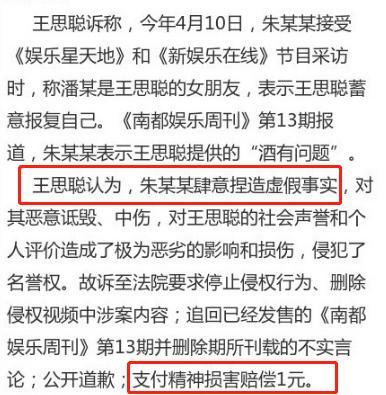 王思聪诉称，今年4月10日，朱某某接受
《娱乐星天地》和《新娱乐在线》节目采访
时，称潘某是王思聪的女朋友，表示王思聪蓄
意报复自己。《南都娱乐周刊》第13期报
道，朱某某表示王思聪提供的“酒有问题”。
王思聪认为，朱某某肆意捏造虚假事实，对
其恶意诋毁、中伤，对王思聪的社会声誉和个
人评价造成了极为恶劣的影响和损伤，侵犯了
名誉权。故诉至法院要求停止侵权行为、删除
侵权视频中涉案内容；追回已经发售的《南都
娱乐周刊》第13期并删除期所刊载的不实言
论；公开道歉；支付精神损害赔偿1元。